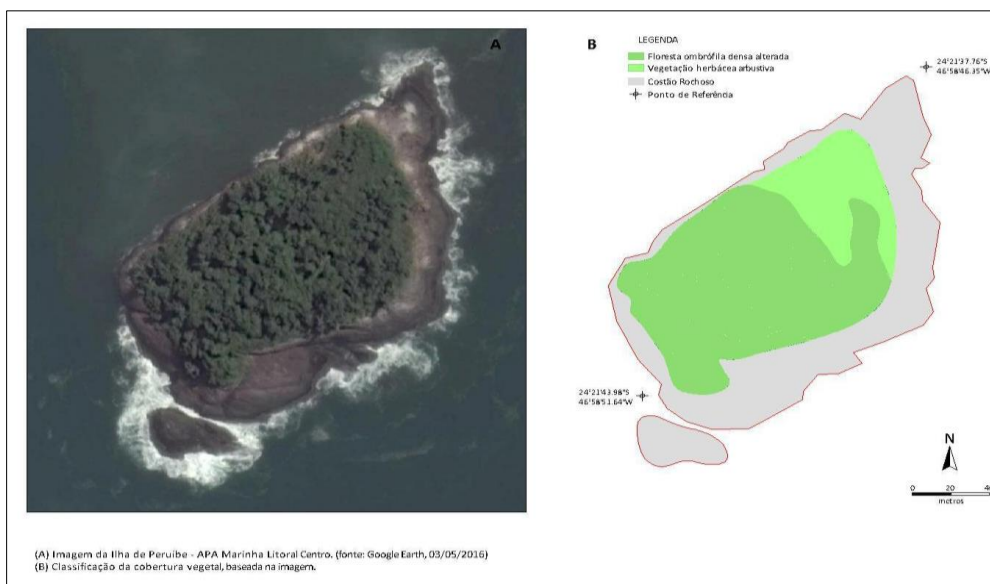 A
B
LEGENDA
Floresta ombrófila densa alterada
Vegetação herbácea arbustiva
Costão Rochoso
Ponto de Referência
24°21'37.76"S
46°58'46.35"W
24°21'43.98"S
46°58'51.64"W
N
0 20 40
metros
(A) Imagem da Ilha de Peruíbe - APA Marinha Litoral Centro. (fonte: Google Earth, 03/05/2016)
(B) Classificação da cobertura vegetal, baseada na imagem.